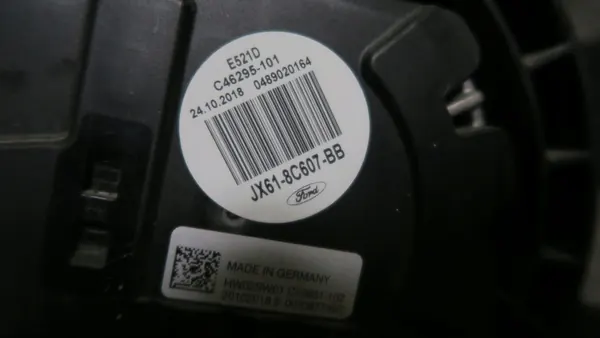 E521D
C46295-101
24.10.2018 0489020164
JX61-8C607-BB
Ford
MADE IN GERMANY